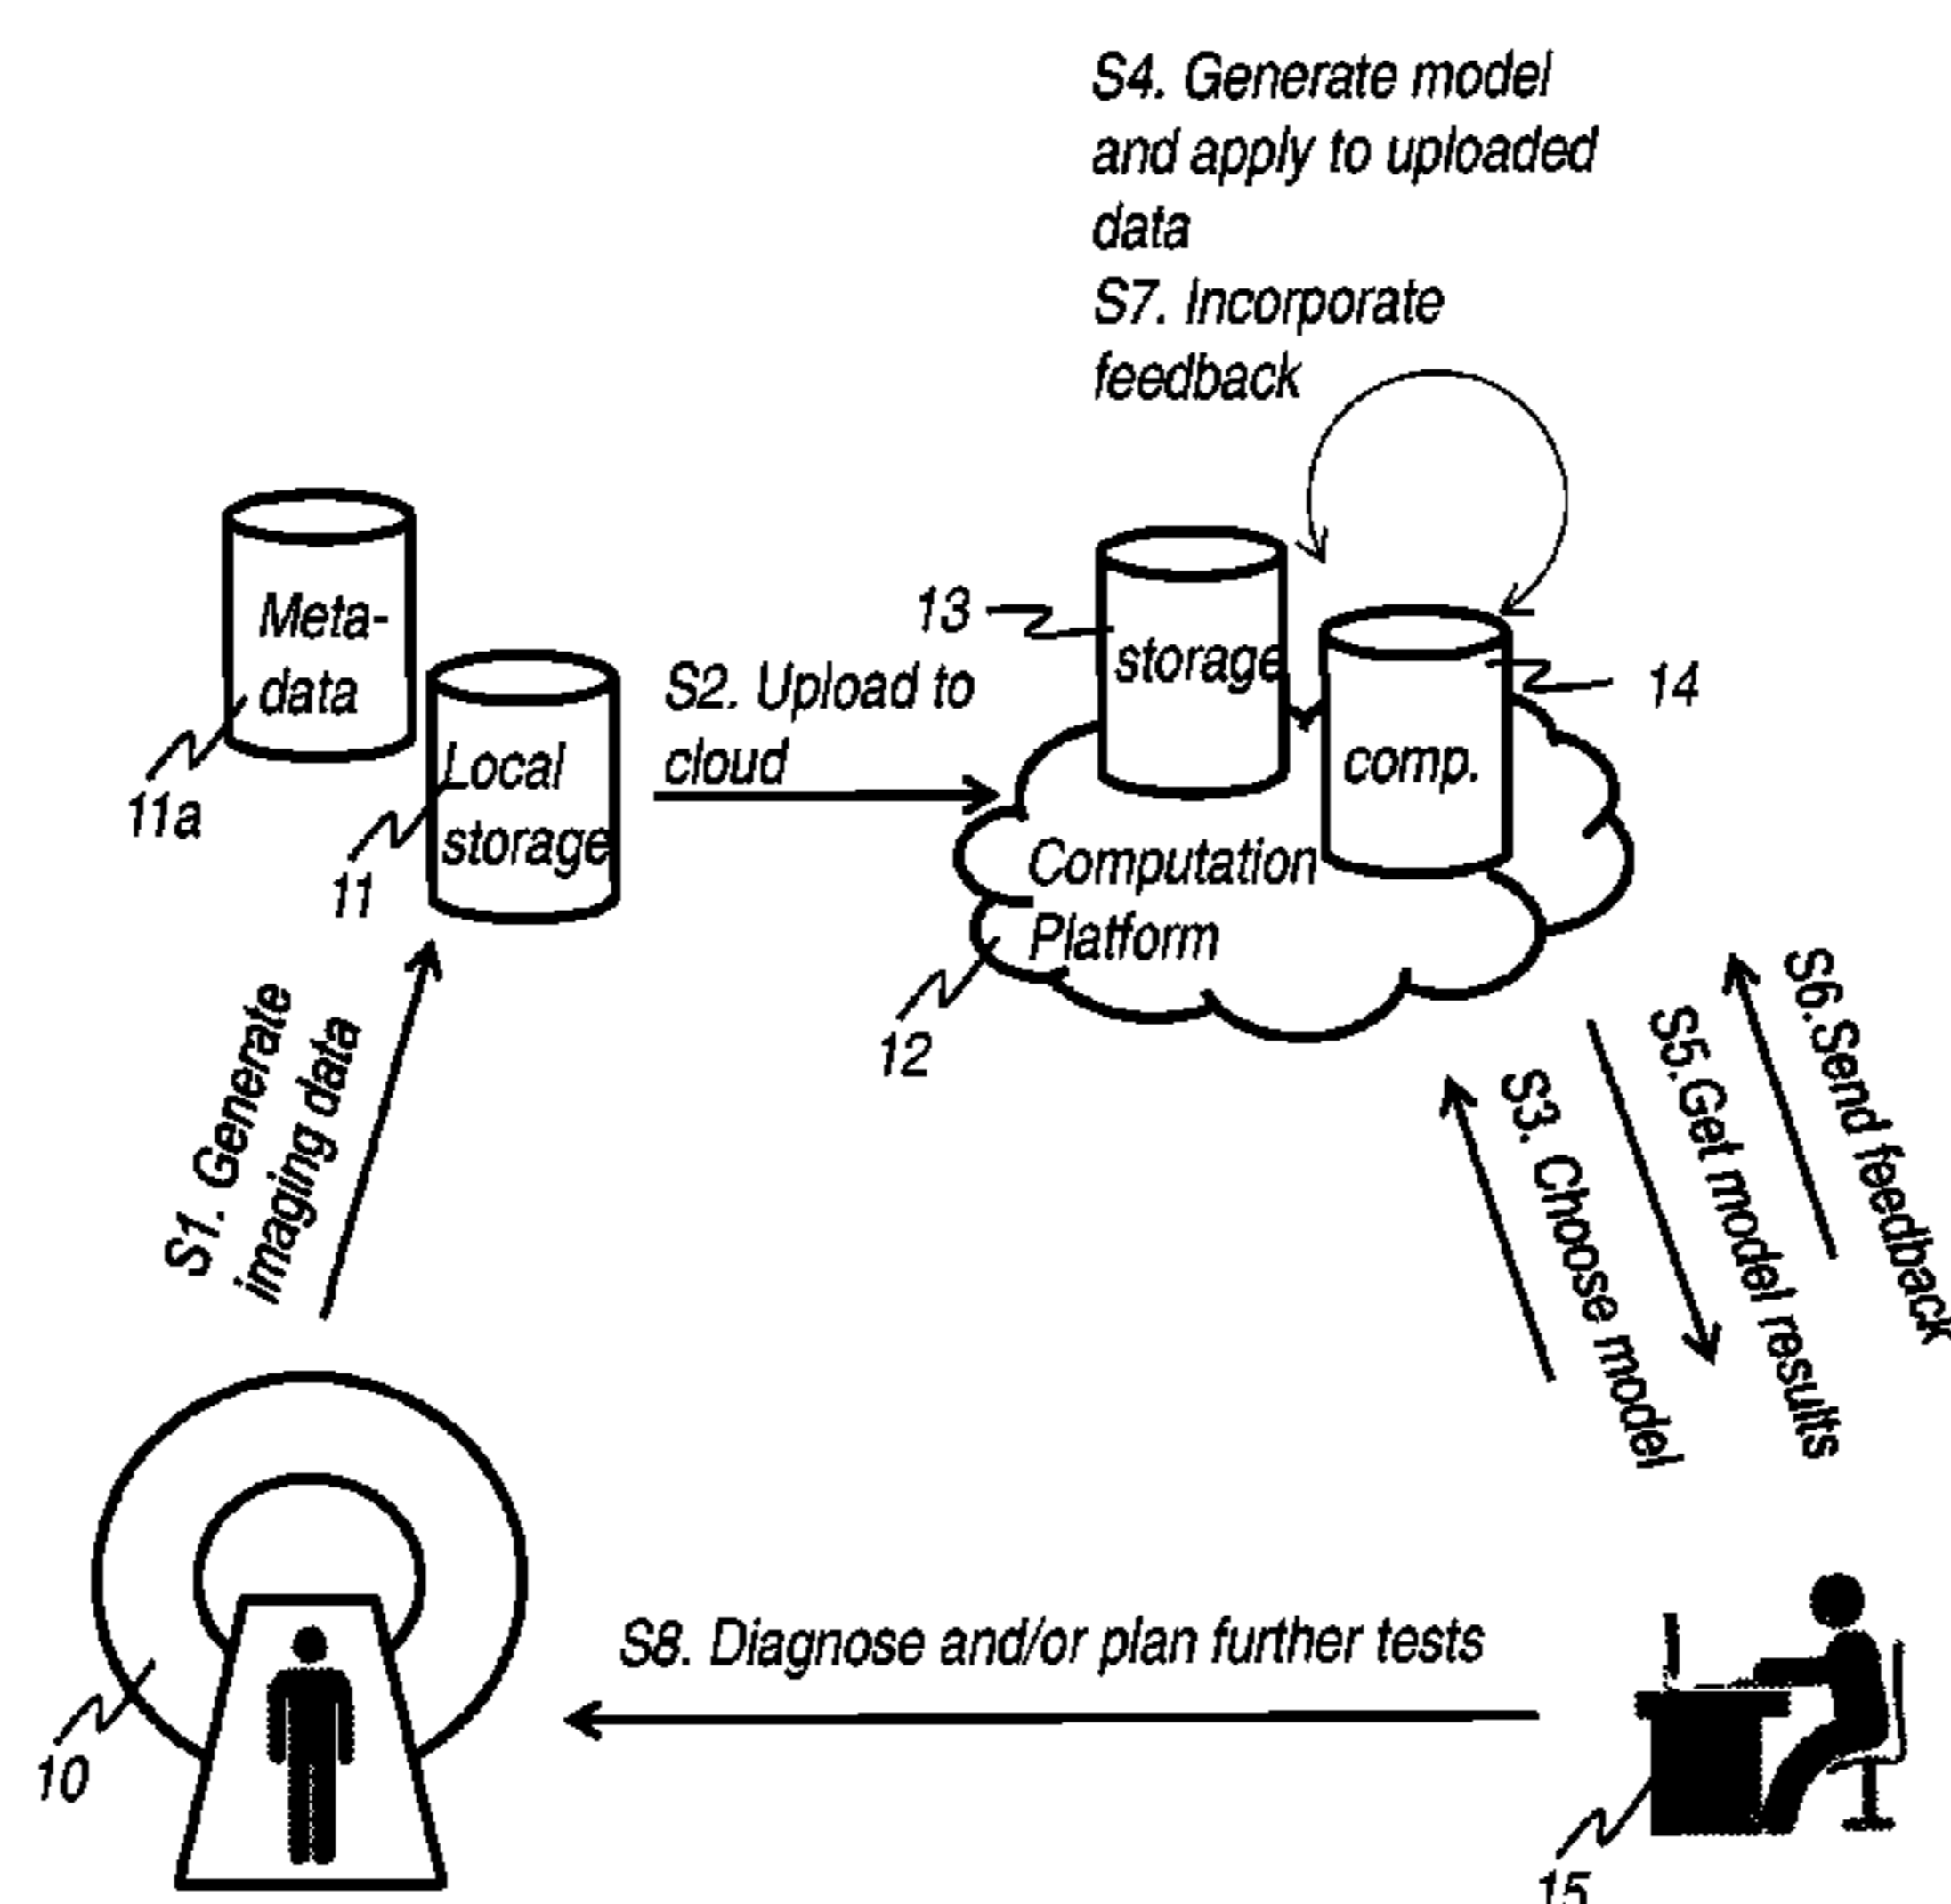 S4. Generate model
and apply to uploaded
data
S7. Incorporate
feedback
Meta-
data
11a
Local
storage
11
S2. Upload to
cloud
13
storage
14
comp.
Computation
Platform
12
S1. Generate
imaging data
S3. Choose model
S5.Get model results
S6.Send feedback
S8. Diagnose and/or plan further tests
10
15